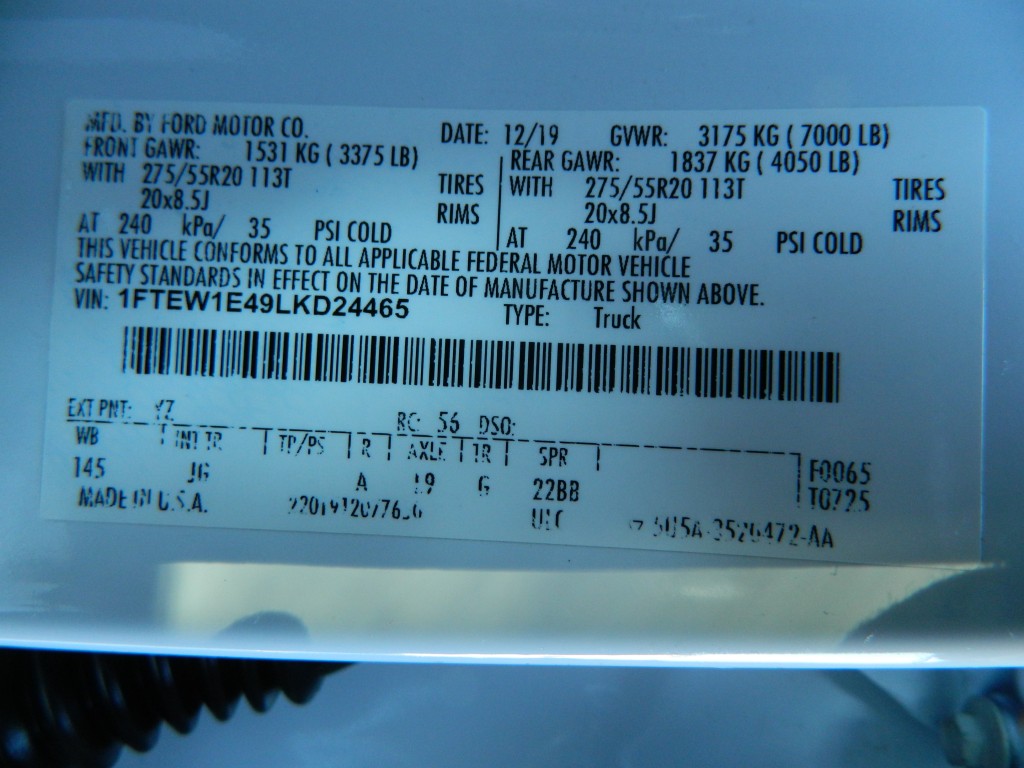 MFD. BY FORD MOTOR CO. DATE: 12/19 GVWR: 3175 KG ( 7000 LB)
FRONT GAWR: 1531 KG ( 3375 LB) REAR GAWR: 1837 KG ( 4050 LB)
WITH 275/55R20 113T TIRES WITH 275/55R20 113T TIRES
20x8.5J RIMS 20x8.5J RIMS
AT 240 kPa/ 35 PSI COLD AT 240 kPa/ 35 PSI COLD
THIS VEHICLE CONFORMS TO ALL APPLICABLE FEDERAL MOTOR VEHICLE
SAFETY STANDARDS IN EFFECT ON THE DATE OF MANUFACTURE SHOWN ABOVE.
VIN: 1FTEW1E49LKD24465 TYPE: Truck
EXT PNT: YZ RC: 56 DSO:
WB INT TR TP/PS R AXLE TR SPR
145 JG A 19 G 22BB F0065
T0725
MADE IN U.S.A.